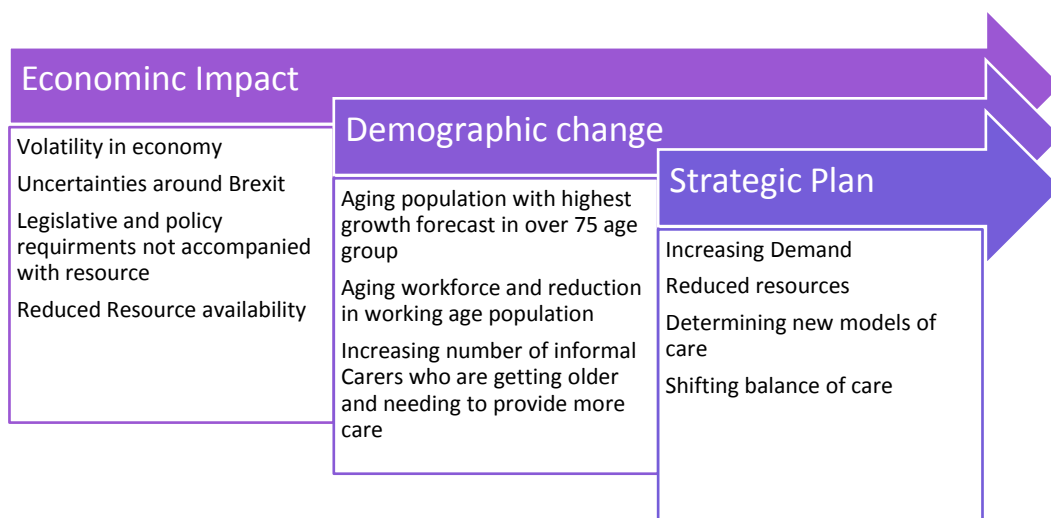 Econominc Impact
Volatility in economy
Uncertainties around Brexit
Legislative and policy
requirments not accompanied
with resource
Reduced Resource availability
Demographic change
Aging population with highest
growth forecast in over 75 age
group
Aging workforce and reduction
in working age population
Increasing number of informal
Carers who are getting older
and needing to provide more
care
Strategic Plan
Increasing Demand
Reduced resources
Determining new models of
care
Shifting balance of care